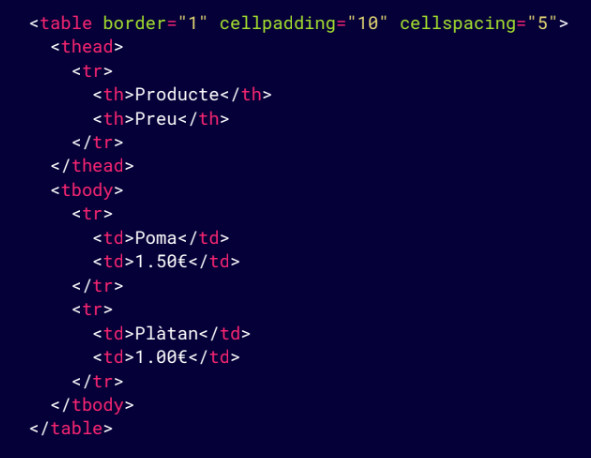 <table border="1" cellpadding="10" cellspacing="5">
  <thead>
    <tr>
      <th>Producte</th>
      <th>Preu</th>
    </tr>
  </thead>
  <tbody>
    <tr>
      <td>Poma</td>
      <td>1.50€</td>
    </tr>
    <tr>
      <td>Plàtan</td>
      <td>1.00€</td>
    </tr>
  </tbody>
</table>